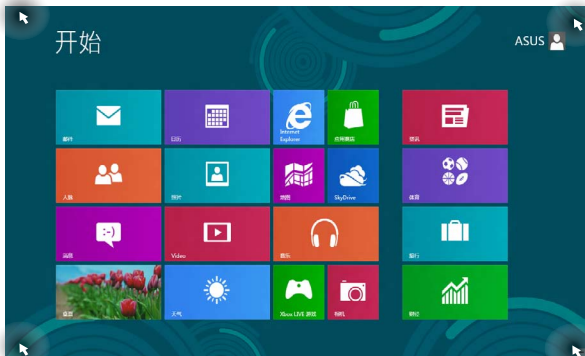 开始
ASUS
邮件
日历
Internet Explorer
应用商店
资讯
人脉
照片
地图
SkyDrive
体育
消息
Video
音乐
旅行
桌面
天气
Xbox LIVE 游戏
相机
财经